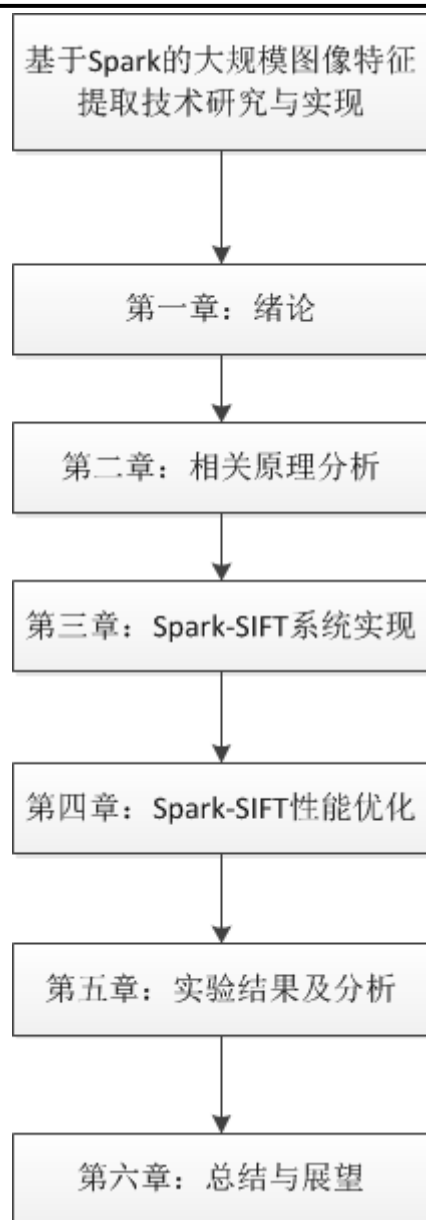 基于Spark的大规模图像特征
提取技术研究与实现
第一章：绪论
第二章：相关原理分析
第三章：Spark-SIFT系统实现
第四章：Spark-SIFT性能优化
第五章：实验结果及分析
第六章：总结与展望